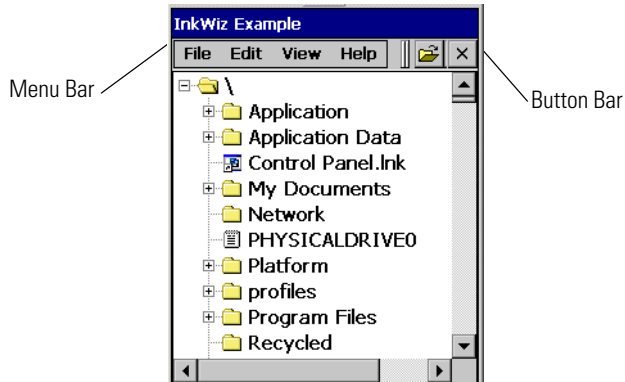 InkWiz Example
File Edit View Help
Menu Bar
Button Bar
\
Application
Application Data
Control Panel.lnk
My Documents
Network
PHYSICALDRIVE0
Platform
profiles
Program Files
Recycled